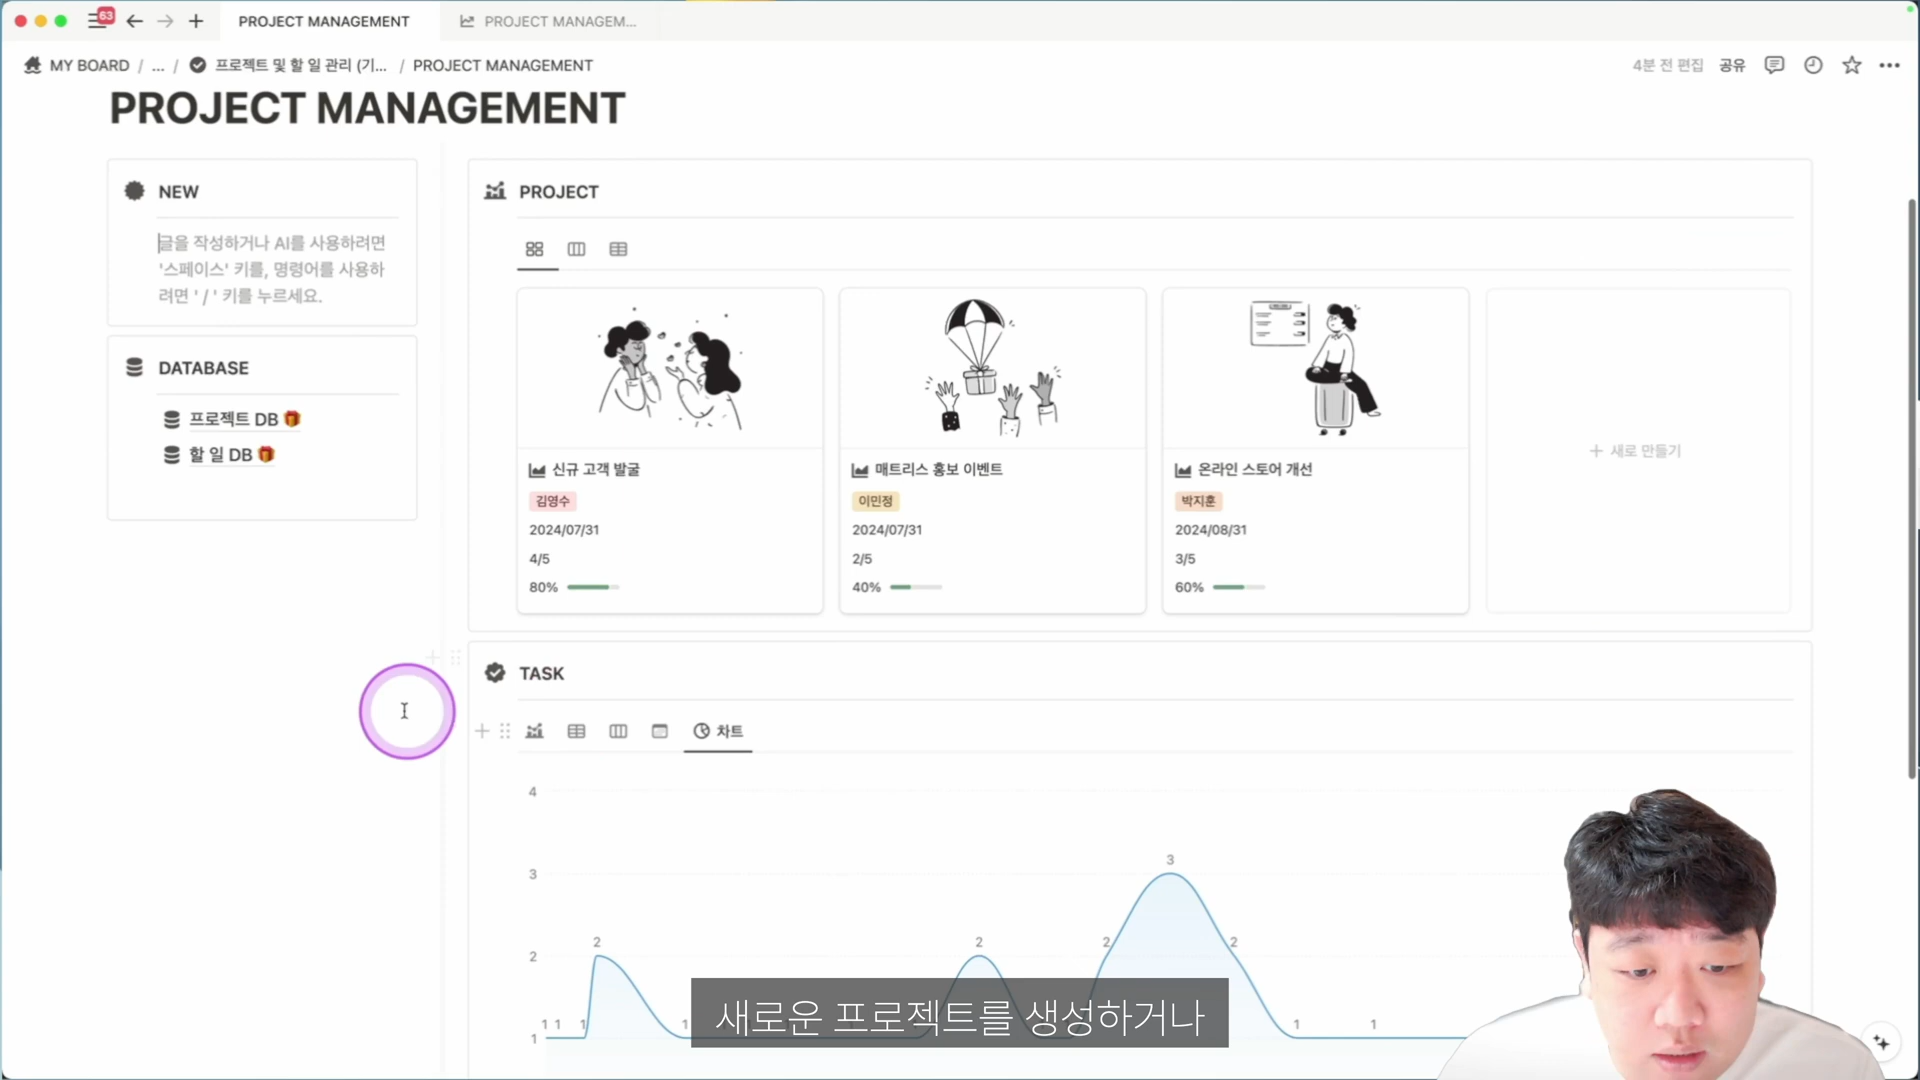 63
PROJECT MANAGEMENT
PROJECT MANAGEM...
MY BOARD / ... / 프로젝트 및 할 일 관리 (기... / PROJECT MANAGEMENT
4분 전 편집 공유
PROJECT MANAGEMENT
NEW
글을 작성하거나 AI를 사용하려면
'스페이스' 키를, 명령어를 사용하
려면 ' / ' 키를 누르세요.
DATABASE
프로젝트 DB
할 일 DB
PROJECT
신규 고객 발굴
김영수
2024/07/31
4/5
80%
매트리스 홍보 이벤트
이민정
2024/07/31
2/5
40%
온라인 스토어 개선
박지훈
2024/08/31
3/5
60%
+ 새로 만들기
TASK
차트
4
3
3
2
2
2
2
2
1 1 1
1
1
1
1
새로운 프로젝트를 생성하거나